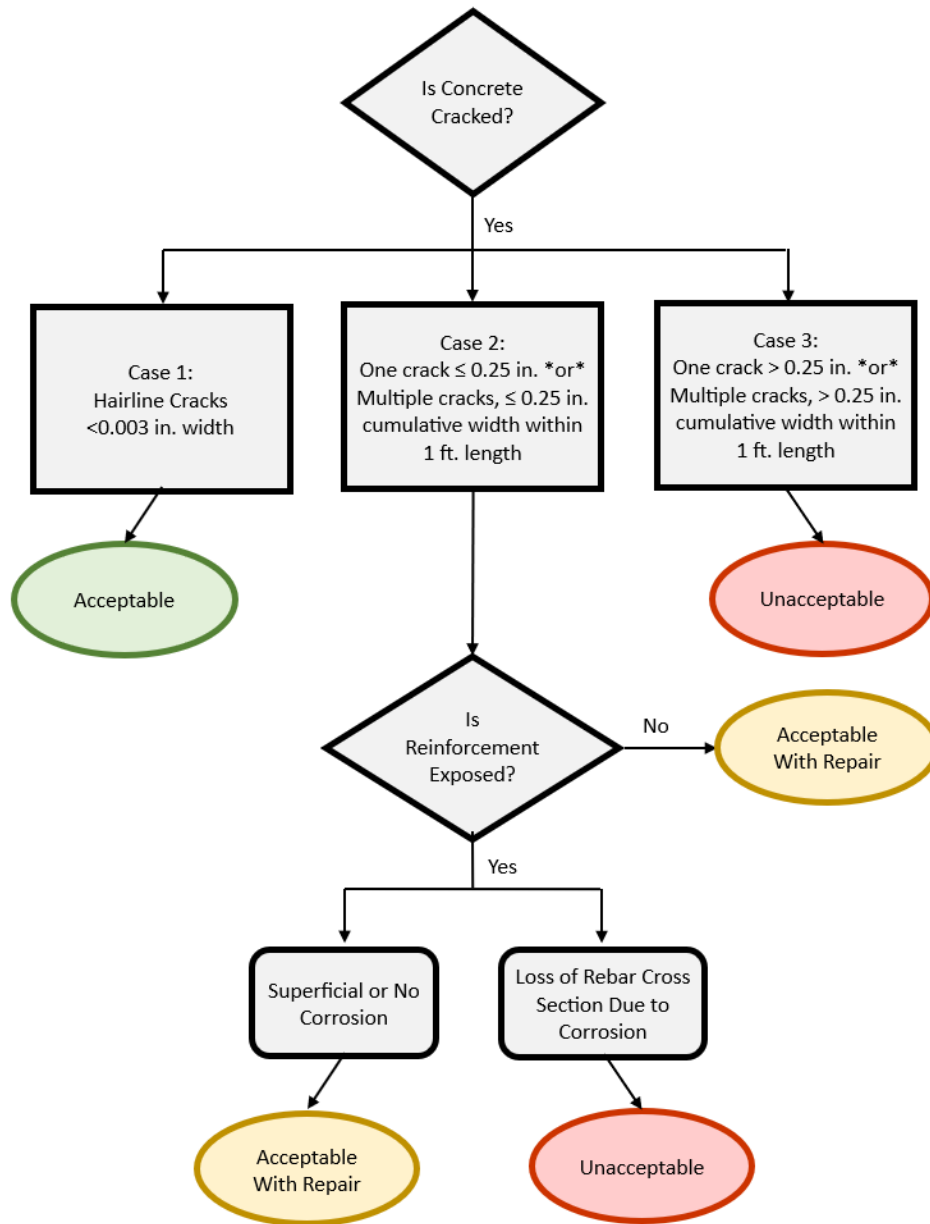 Is Concrete
Cracked?
Yes
Case 1:
Hairline Cracks
<0.003 in. width
Case 2:
One crack ≤ 0.25 in. *or*
Multiple cracks, ≤ 0.25 in.
cumulative width within
1 ft. length
Case 3:
One crack > 0.25 in. *or*
Multiple cracks, > 0.25 in.
cumulative width within
1 ft. length
Acceptable
Unacceptable
Is
Reinforcement
Exposed?
No
Acceptable
With Repair
Yes
Superficial or No
Corrosion
Loss of Rebar Cross
Section Due to
Corrosion
Acceptable
With Repair
Unacceptable